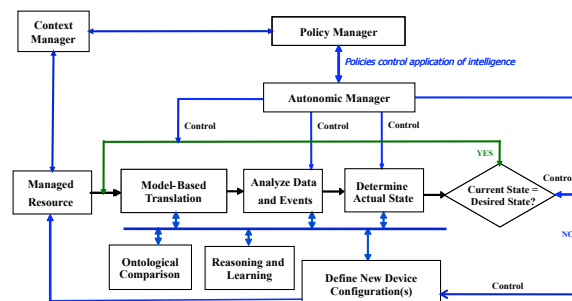 Context
Manager
Policy Manager
Policies control application of intelligence
Autonomic Manager
Control
Control
Control
YES
Managed
Resource
Model-Based
Translation
Analyze Data
and Events
Determine
Actual State
Current State =
Desired State?
Control
NO
Ontological
Comparison
Reasoning and
Learning
Define New Device
Configuration(s)
Control